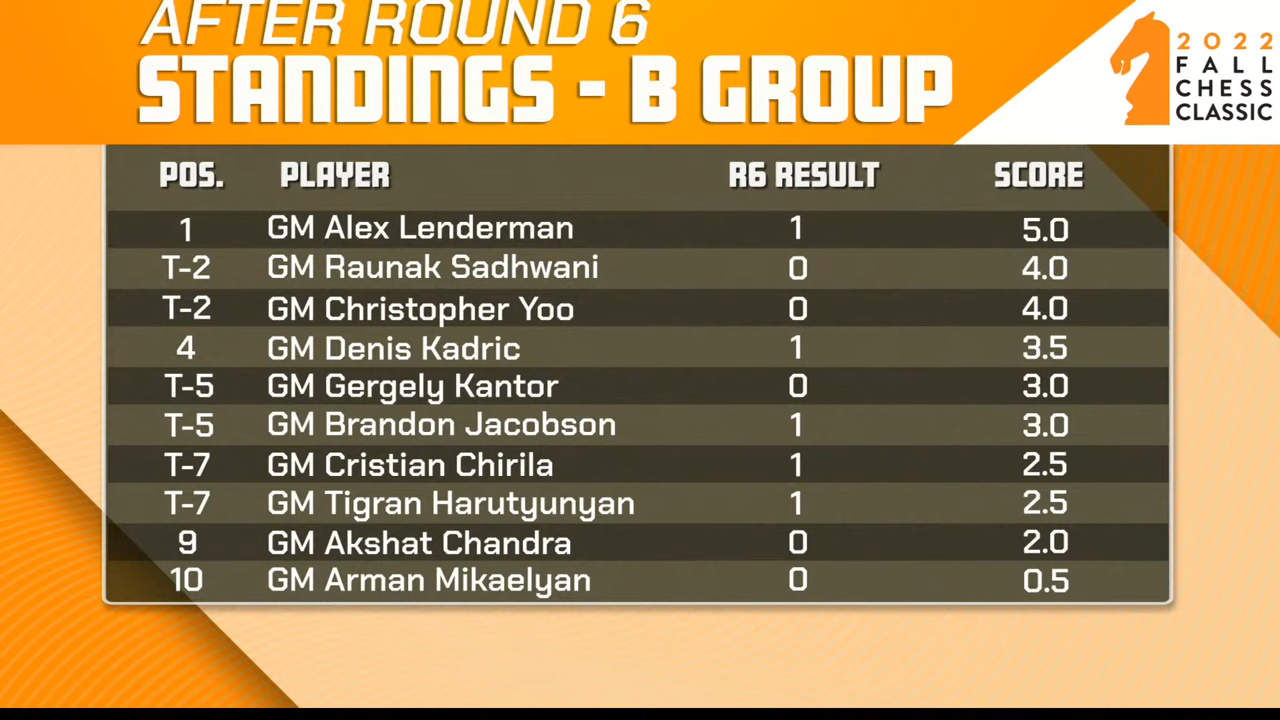 AFTER ROUND 6
STANDINGS - B GROUP
2022
FALL
CHESS
CLASSIC
POS. PLAYER R6 RESULT SCORE
1 GM Alex Lenderman 1 5.0
T-2 GM Raunak Sadhwani 0 4.0
T-2 GM Christopher Yoo 0 4.0
4 GM Denis Kadric 1 3.5
T-5 GM Gergely Kantor 0 3.0
T-5 GM Brandon Jacobson 1 3.0
T-7 GM Cristian Chirila 1 2.5
T-7 GM Tigran Harutyunyan 1 2.5
9 GM Akshat Chandra 0 2.0
10 GM Arman Mikaelyan 0 0.5